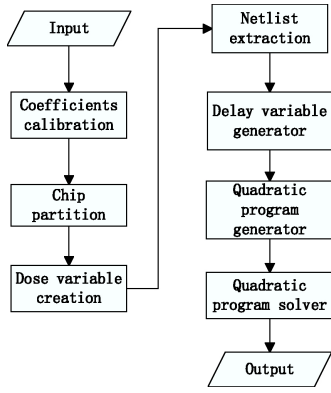 Input
Coefficients
calibration
Chip
partition
Dose variable
creation
Netlist
extraction
Delay variable
generator
Quadratic
program
generator
Quadratic
program solver
Output